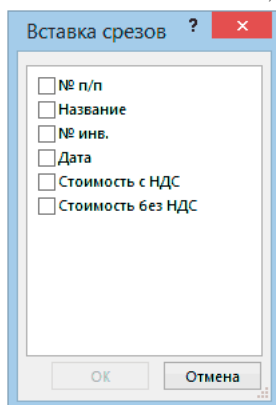 Вставка срезов ?
№ п/п
Название
№ инв.
Дата
Стоимость с НДС
Стоимость без НДС
ОК Отмена